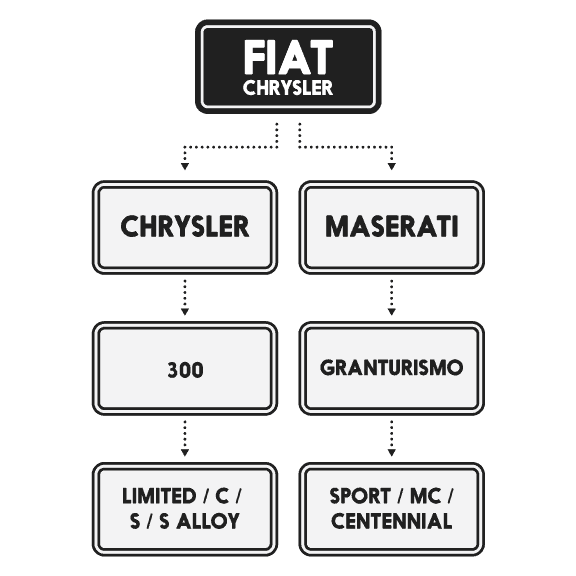 FIAT
CHRYSLER
CHRYSLER
MASERATI
300
GRANTURISMO
LIMITED / C /
S / S ALLOY
SPORT / MC /
CENTENNIAL